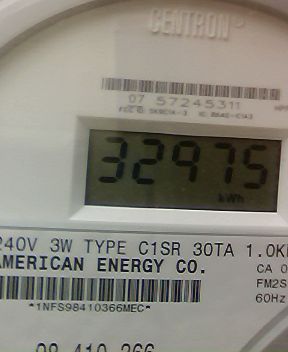 CENTRON
07 57245311
32975
kWh
240V 3W TYPE C1SR 30TA 1.0K
AMERICAN ENERGY CO.
CA 0
FM2S
60Hz
*1NFS98410366MEC*